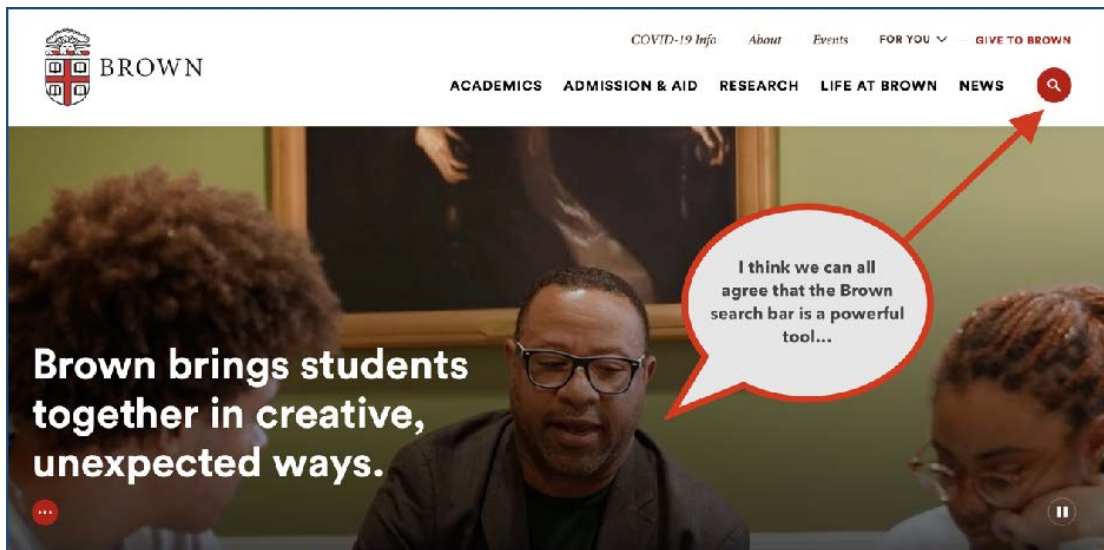 COVID-19 Info About Events FOR YOU GIVE TO BROWN
BROWN
ACADEMICS ADMISSION & AID RESEARCH LIFE AT BROWN NEWS
I think we can all
agree that the Brown
search bar is a powerful
tool...
Brown brings students
together in creative,
unexpected ways.